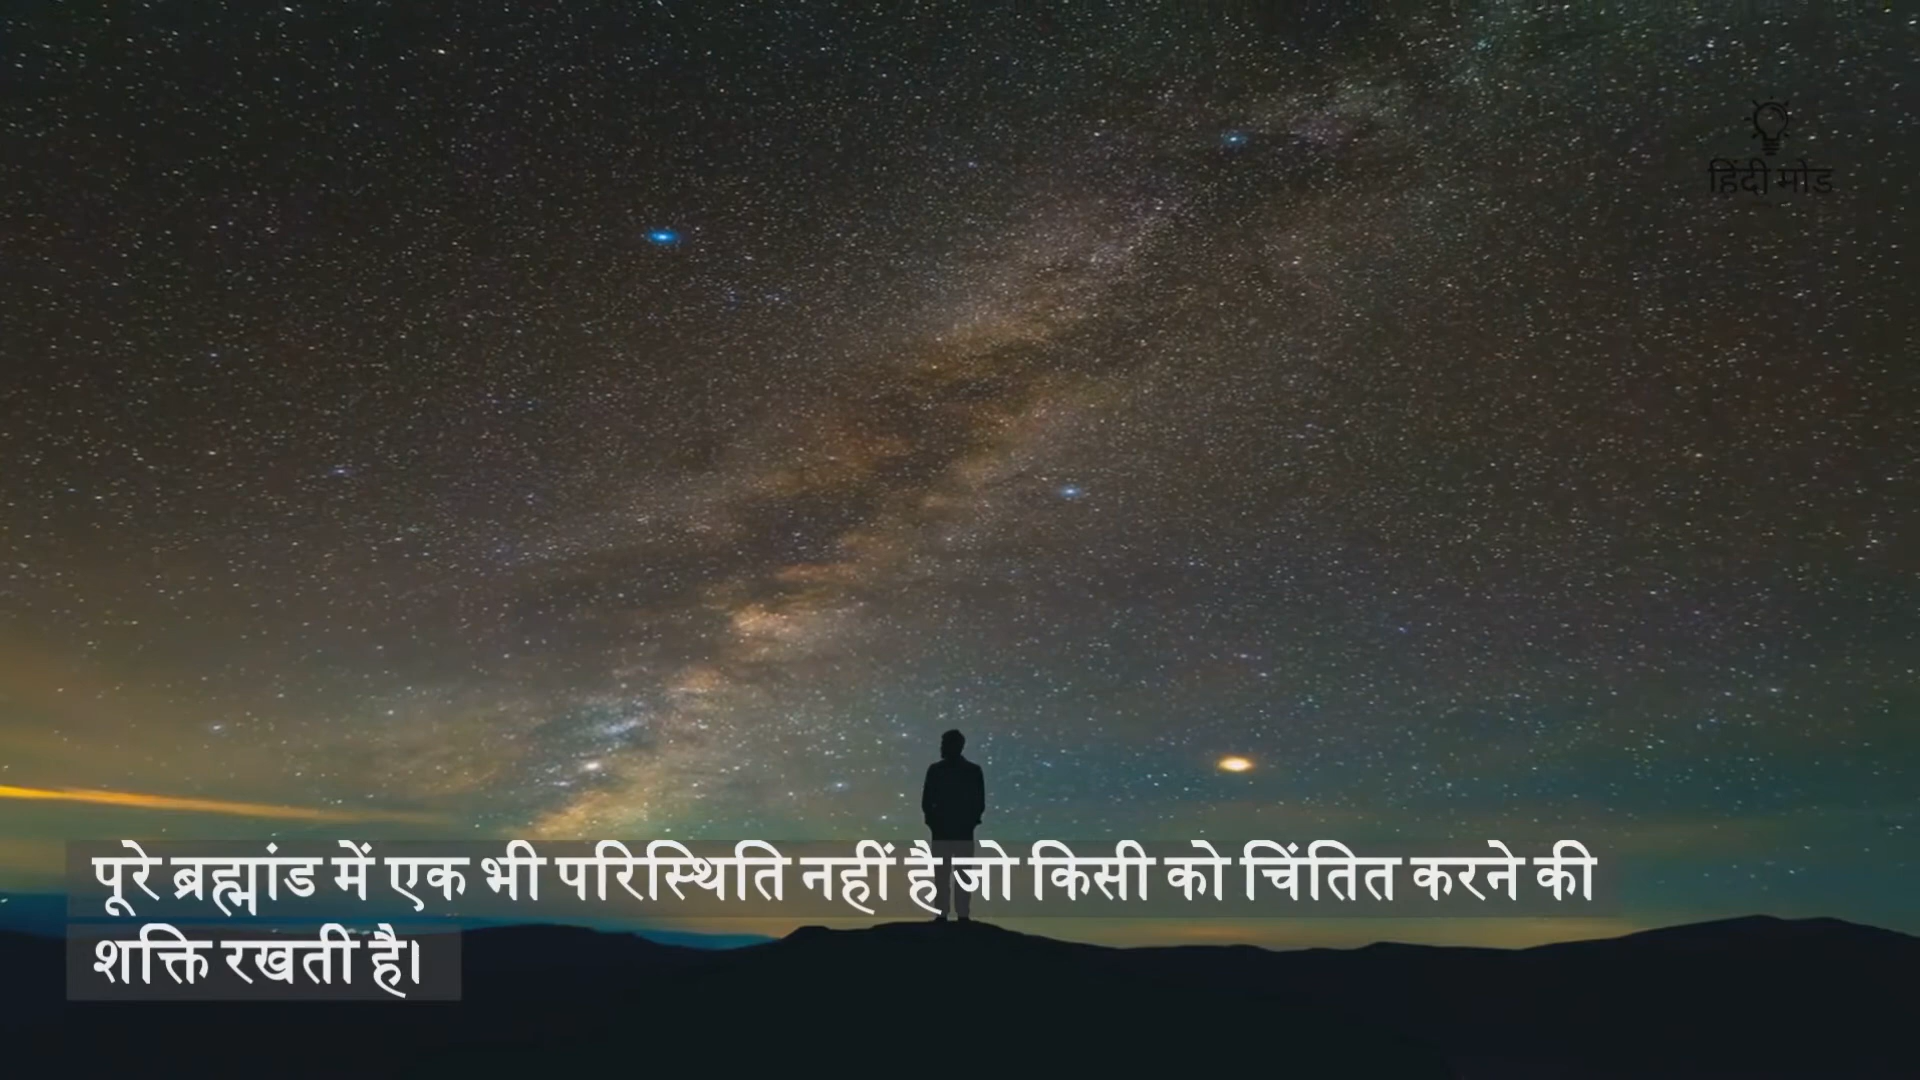 हिंदी मोड
पूरे ब्रह्मांड में एक भी परिस्थिति नहीं है जो किसी को चिंतित करने की
शक्ति रखती है।